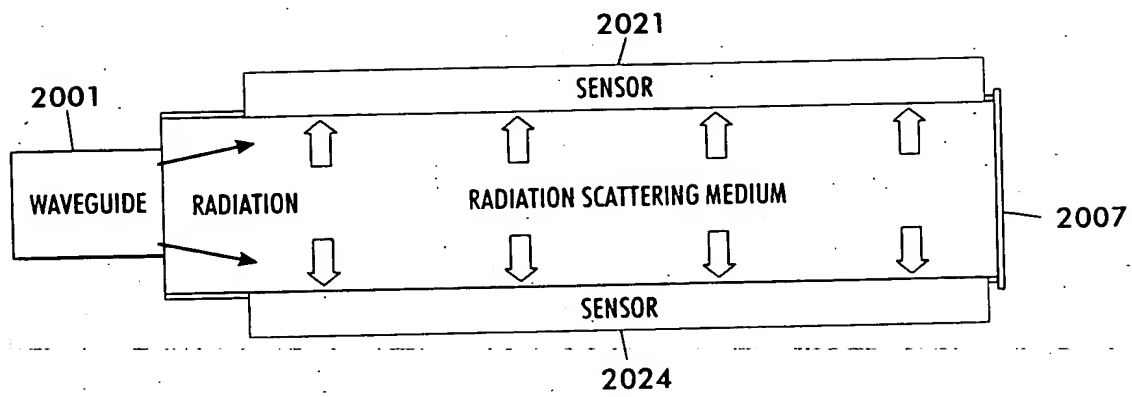 2021
SENSOR
2001
WAVEGUIDE
RADIATION
RADIATION SCATTERING MEDIUM
2007
SENSOR
2024